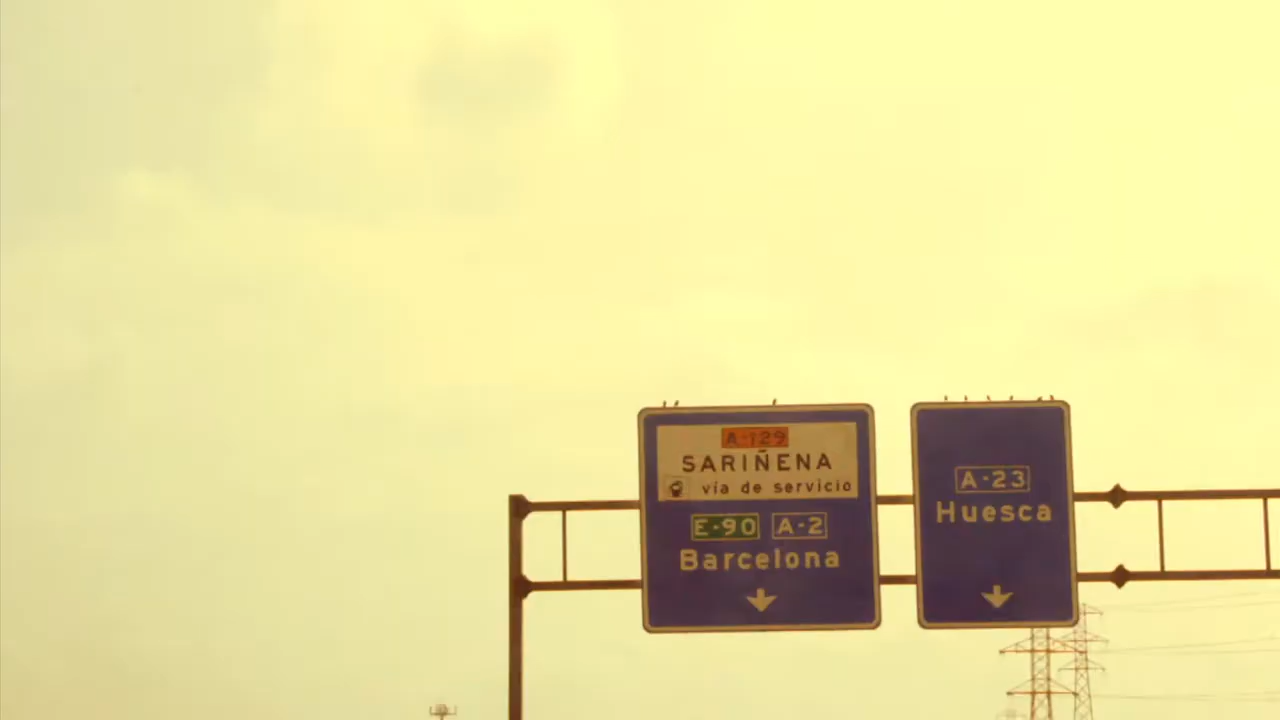 A-129
SARIÑENA
vía de servicio
E-90 A-2
Barcelona
A-23
Huesca